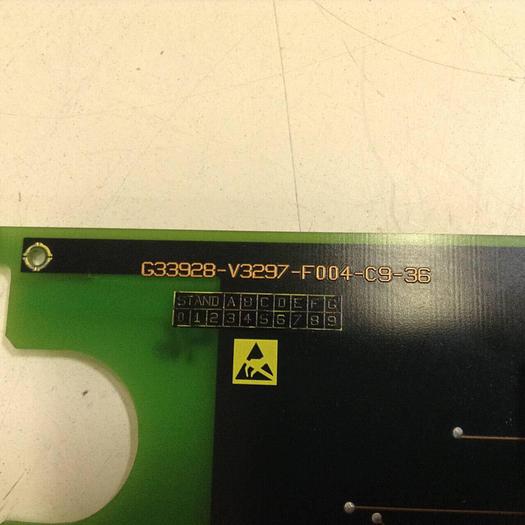 G33928-V3297-F004-C9-36
STAND A B C D E F G
0 1 2 3 4 5 6 7 8 9